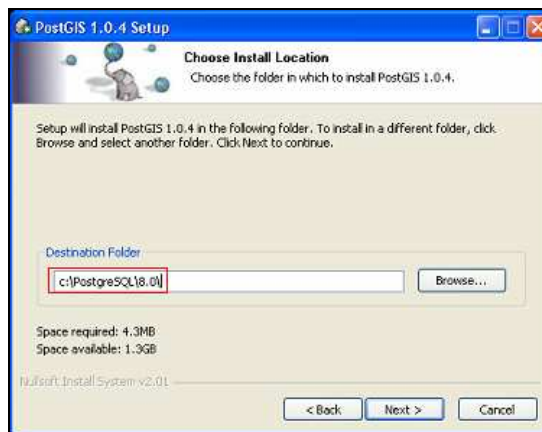 PostGIS 1.0.4 Setup
Choose Install Location
Choose the folder in which to install PostGIS 1.0.4.
Setup will install PostGIS 1.0.4 in the following folder. To install in a different folder, click
Browse and select another folder. Click Next to continue.
Destination Folder
c:\PostgreSQL\8.0\
Browse...
Space required: 4.3MB
Space available: 1.3GB
Nullsoft Install System v2.01
< Back
Next >
Cancel